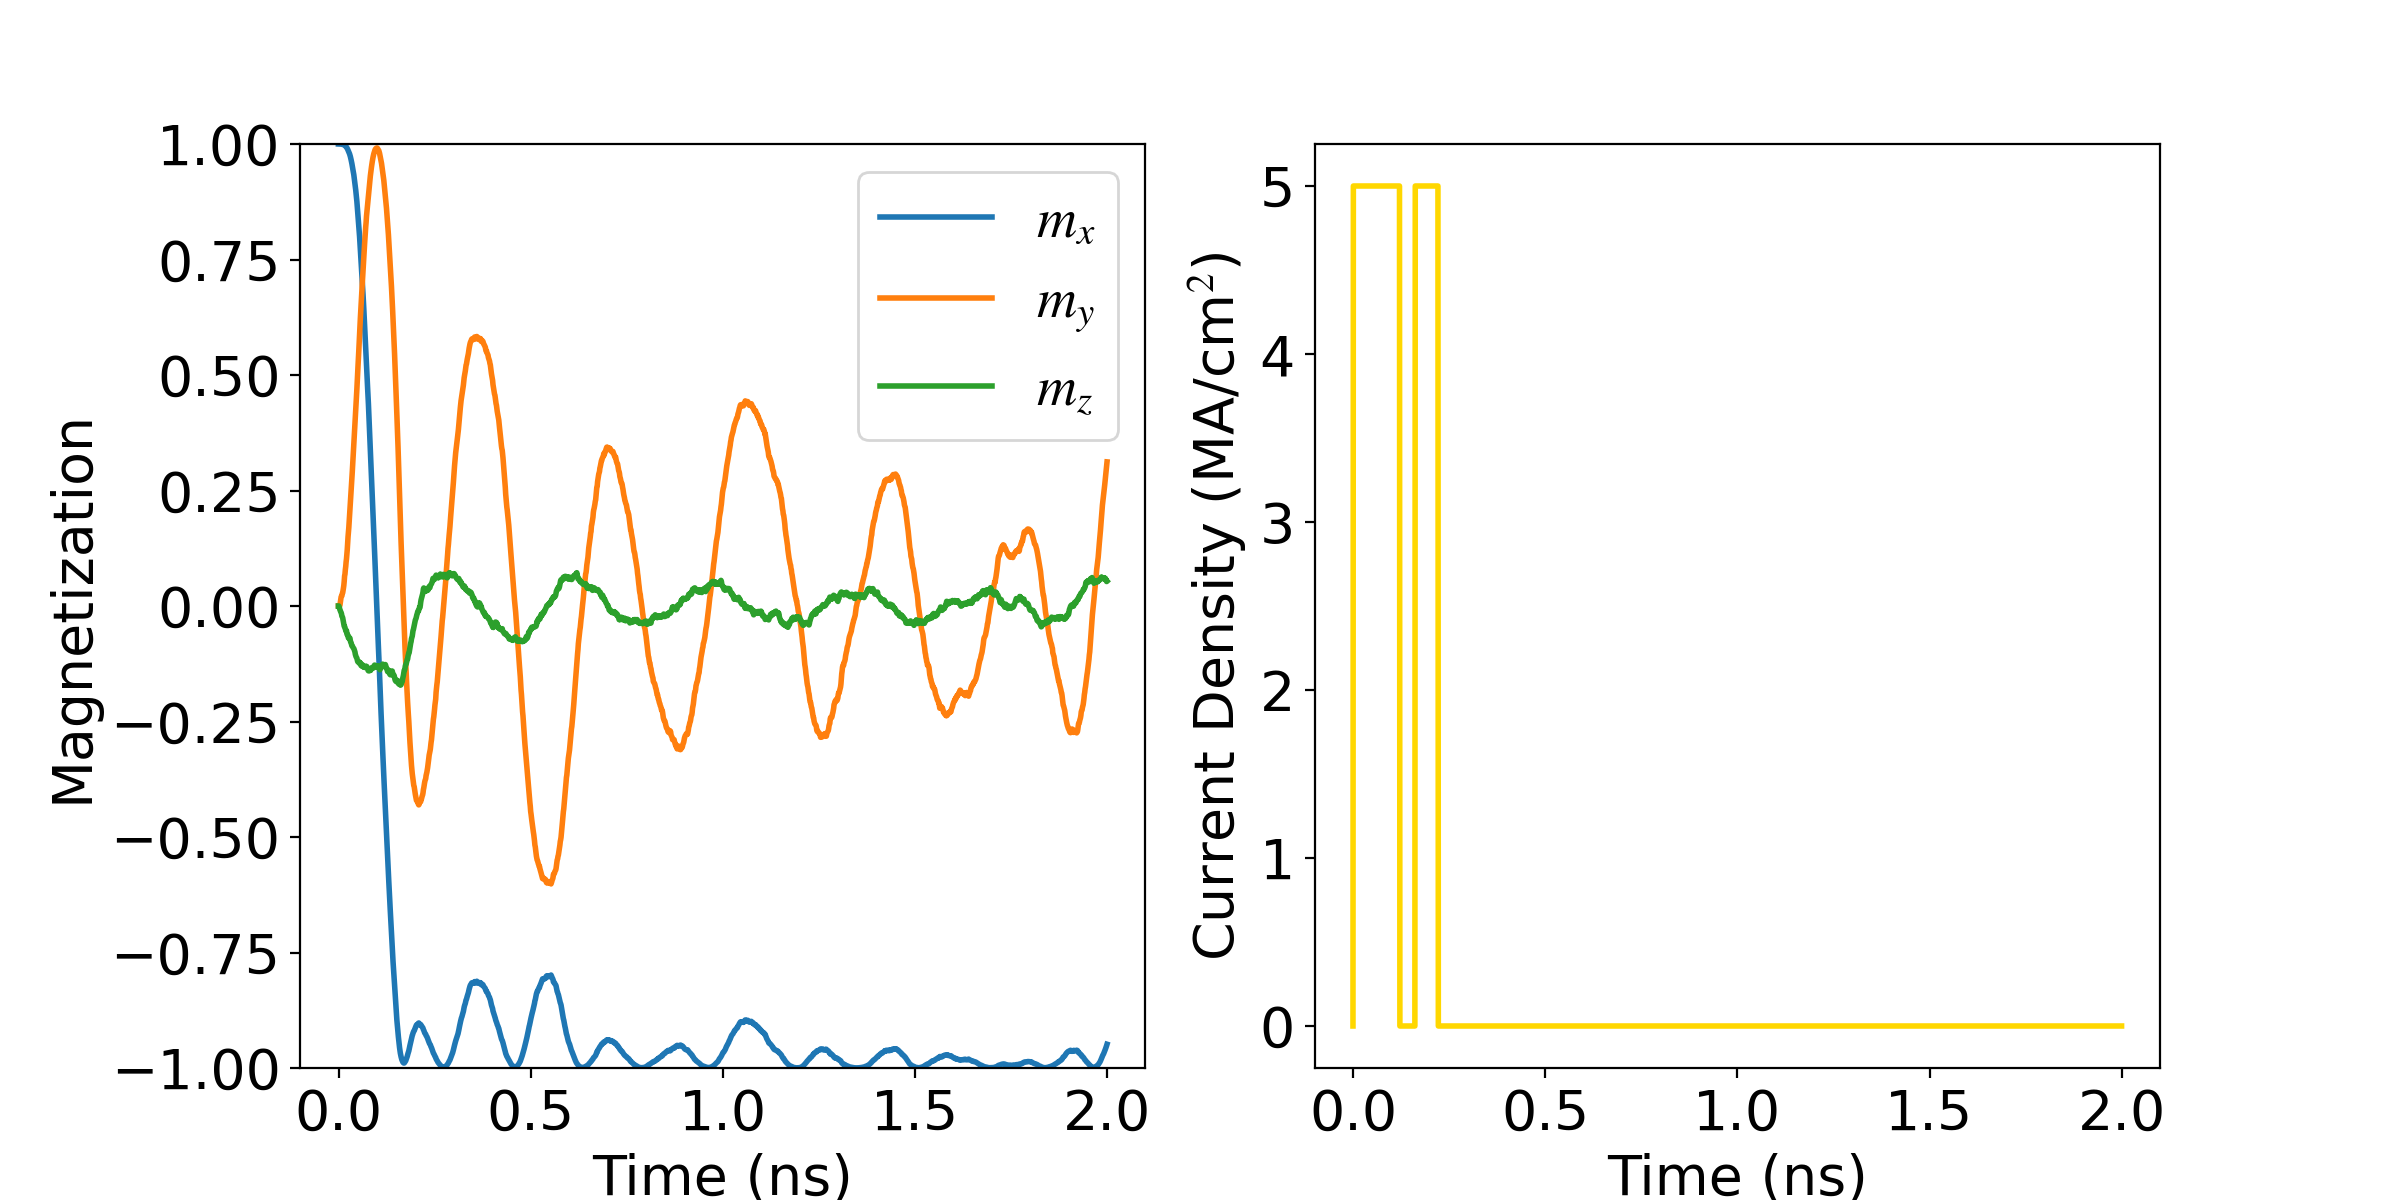 1.00
0.75
0.50
0.25
0.00
−0.25
−0.50
−0.75
−1.00
Magnetization
0.0 0.5 1.0 1.5 2.0
Time (ns)
m_x
m_y
m_z
5
4
3
2
1
0
Current Density (MA/cm²)
0.0 0.5 1.0 1.5 2.0
Time (ns)